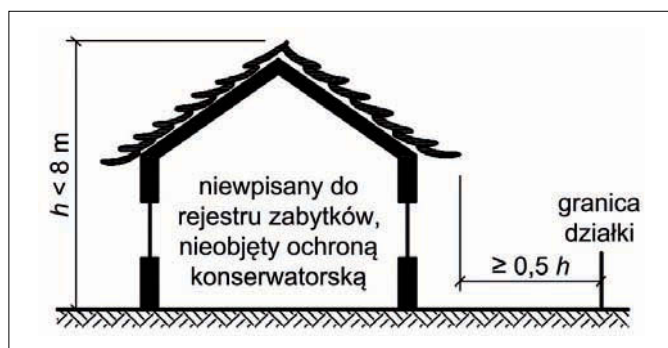 h < 8 m
niewpisany do
rejestru zabytków,
nieobjęty ochroną
konserwatorską
granica
działki
≥ 0,5 h